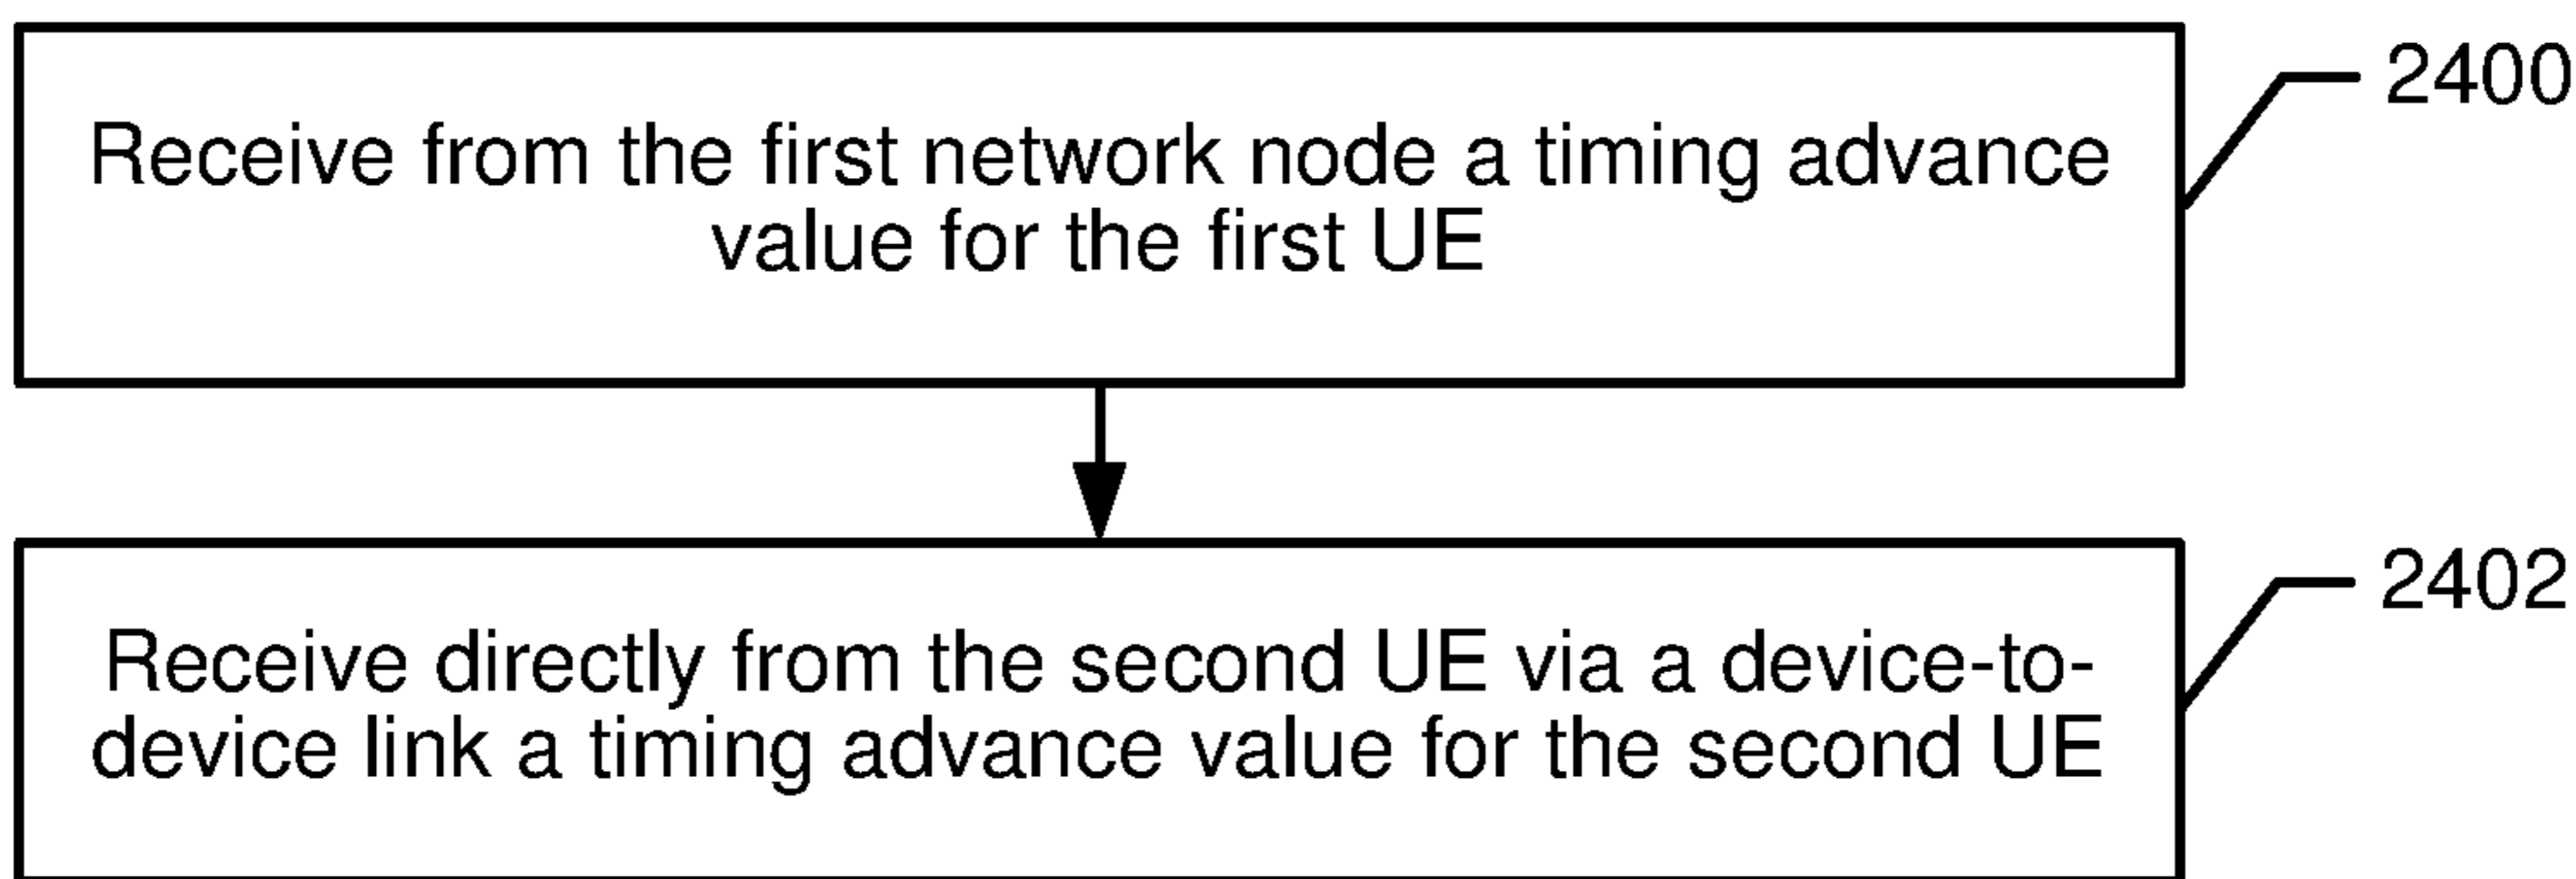 2400
Receive from the first network node a timing advance
value for the first UE
2402
Receive directly from the second UE via a device-to-
device link a timing advance value for the second UE